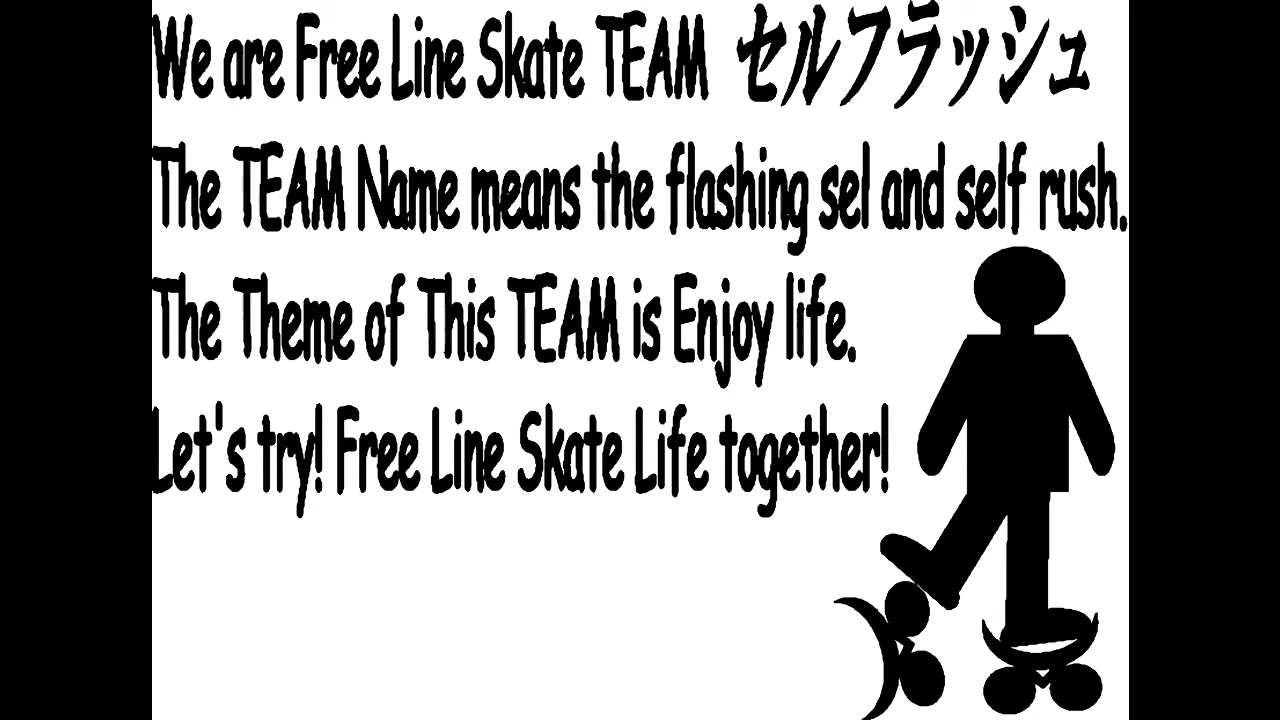 We are Free Line Skate TEAM セルフラッシュ
The TEAM Name means the flashing sel and self rush.
The Theme of This TEAM is Enjoy life.
Let's try! Free Line Skate Life together!